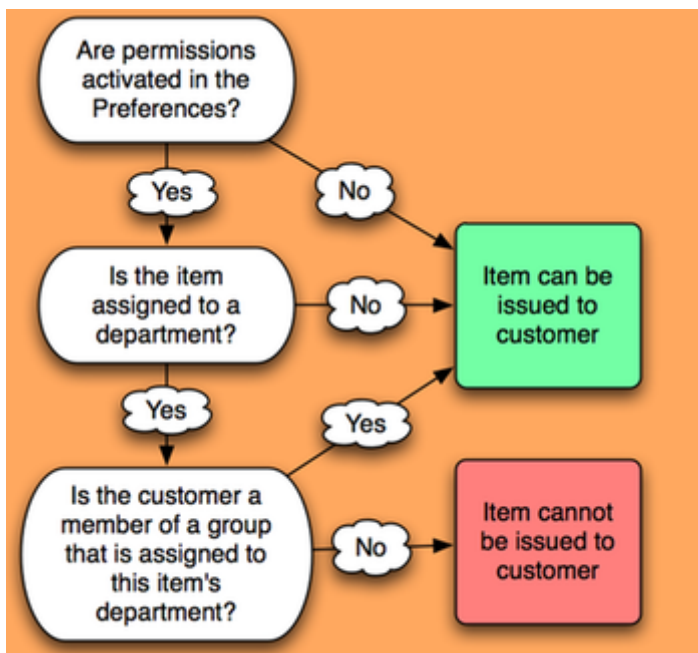 Are permissions
activated in the
Preferences?
Yes
No
Is the item
assigned to a
department?
No
Item can be
issued to
customer
Yes
Yes
Is the customer a
member of a group
that is assigned to
this item's
department?
No
Item cannot
be issued to
customer